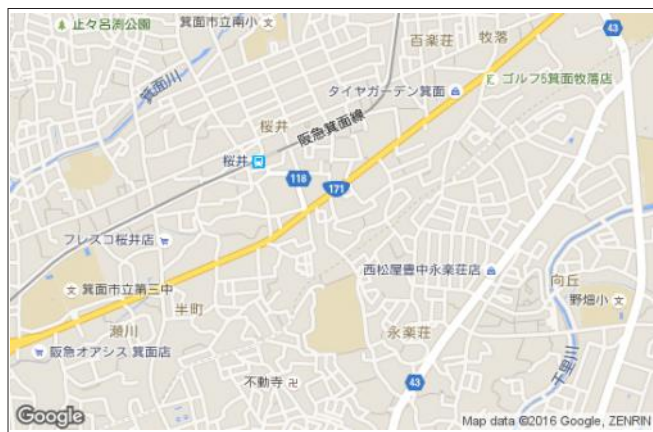 止々呂渕公園
箕面市立南小
43
百楽荘
牧落
箕面川
タイヤガーデン箕面
ゴルフ5箕面牧落店
桜井
阪急箕面線
桜井
118
171
フレスコ桜井店
西松屋豊中永楽荘店
向丘
箕面市立第三中
半町
野畑小
瀬川
永楽荘
阪急オアシス 箕面店
千里川
43
不動寺
Google
Map data ©2016 Google, ZENRIN